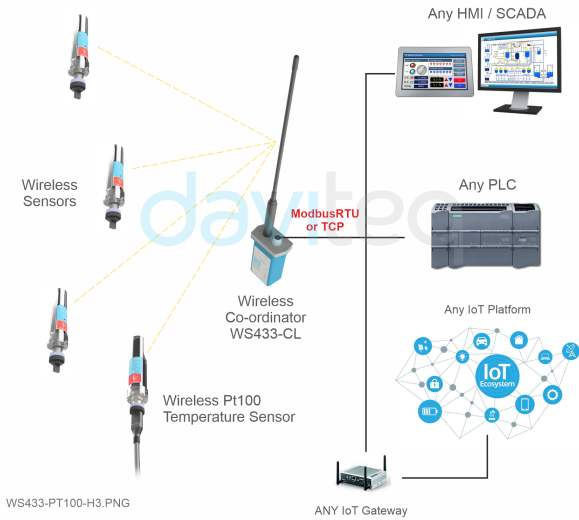 Any HMI / SCADA
Wireless
Sensors
daviteq
ModbusRTU
or TCP
Any PLC
Wireless
Co-ordinator
WS433-CL
Any IoT Platform
IoT
Ecosystem
Wireless Pt100
Temperature Sensor
WS433-PT100-H3.PNG
ANY IoT Gateway